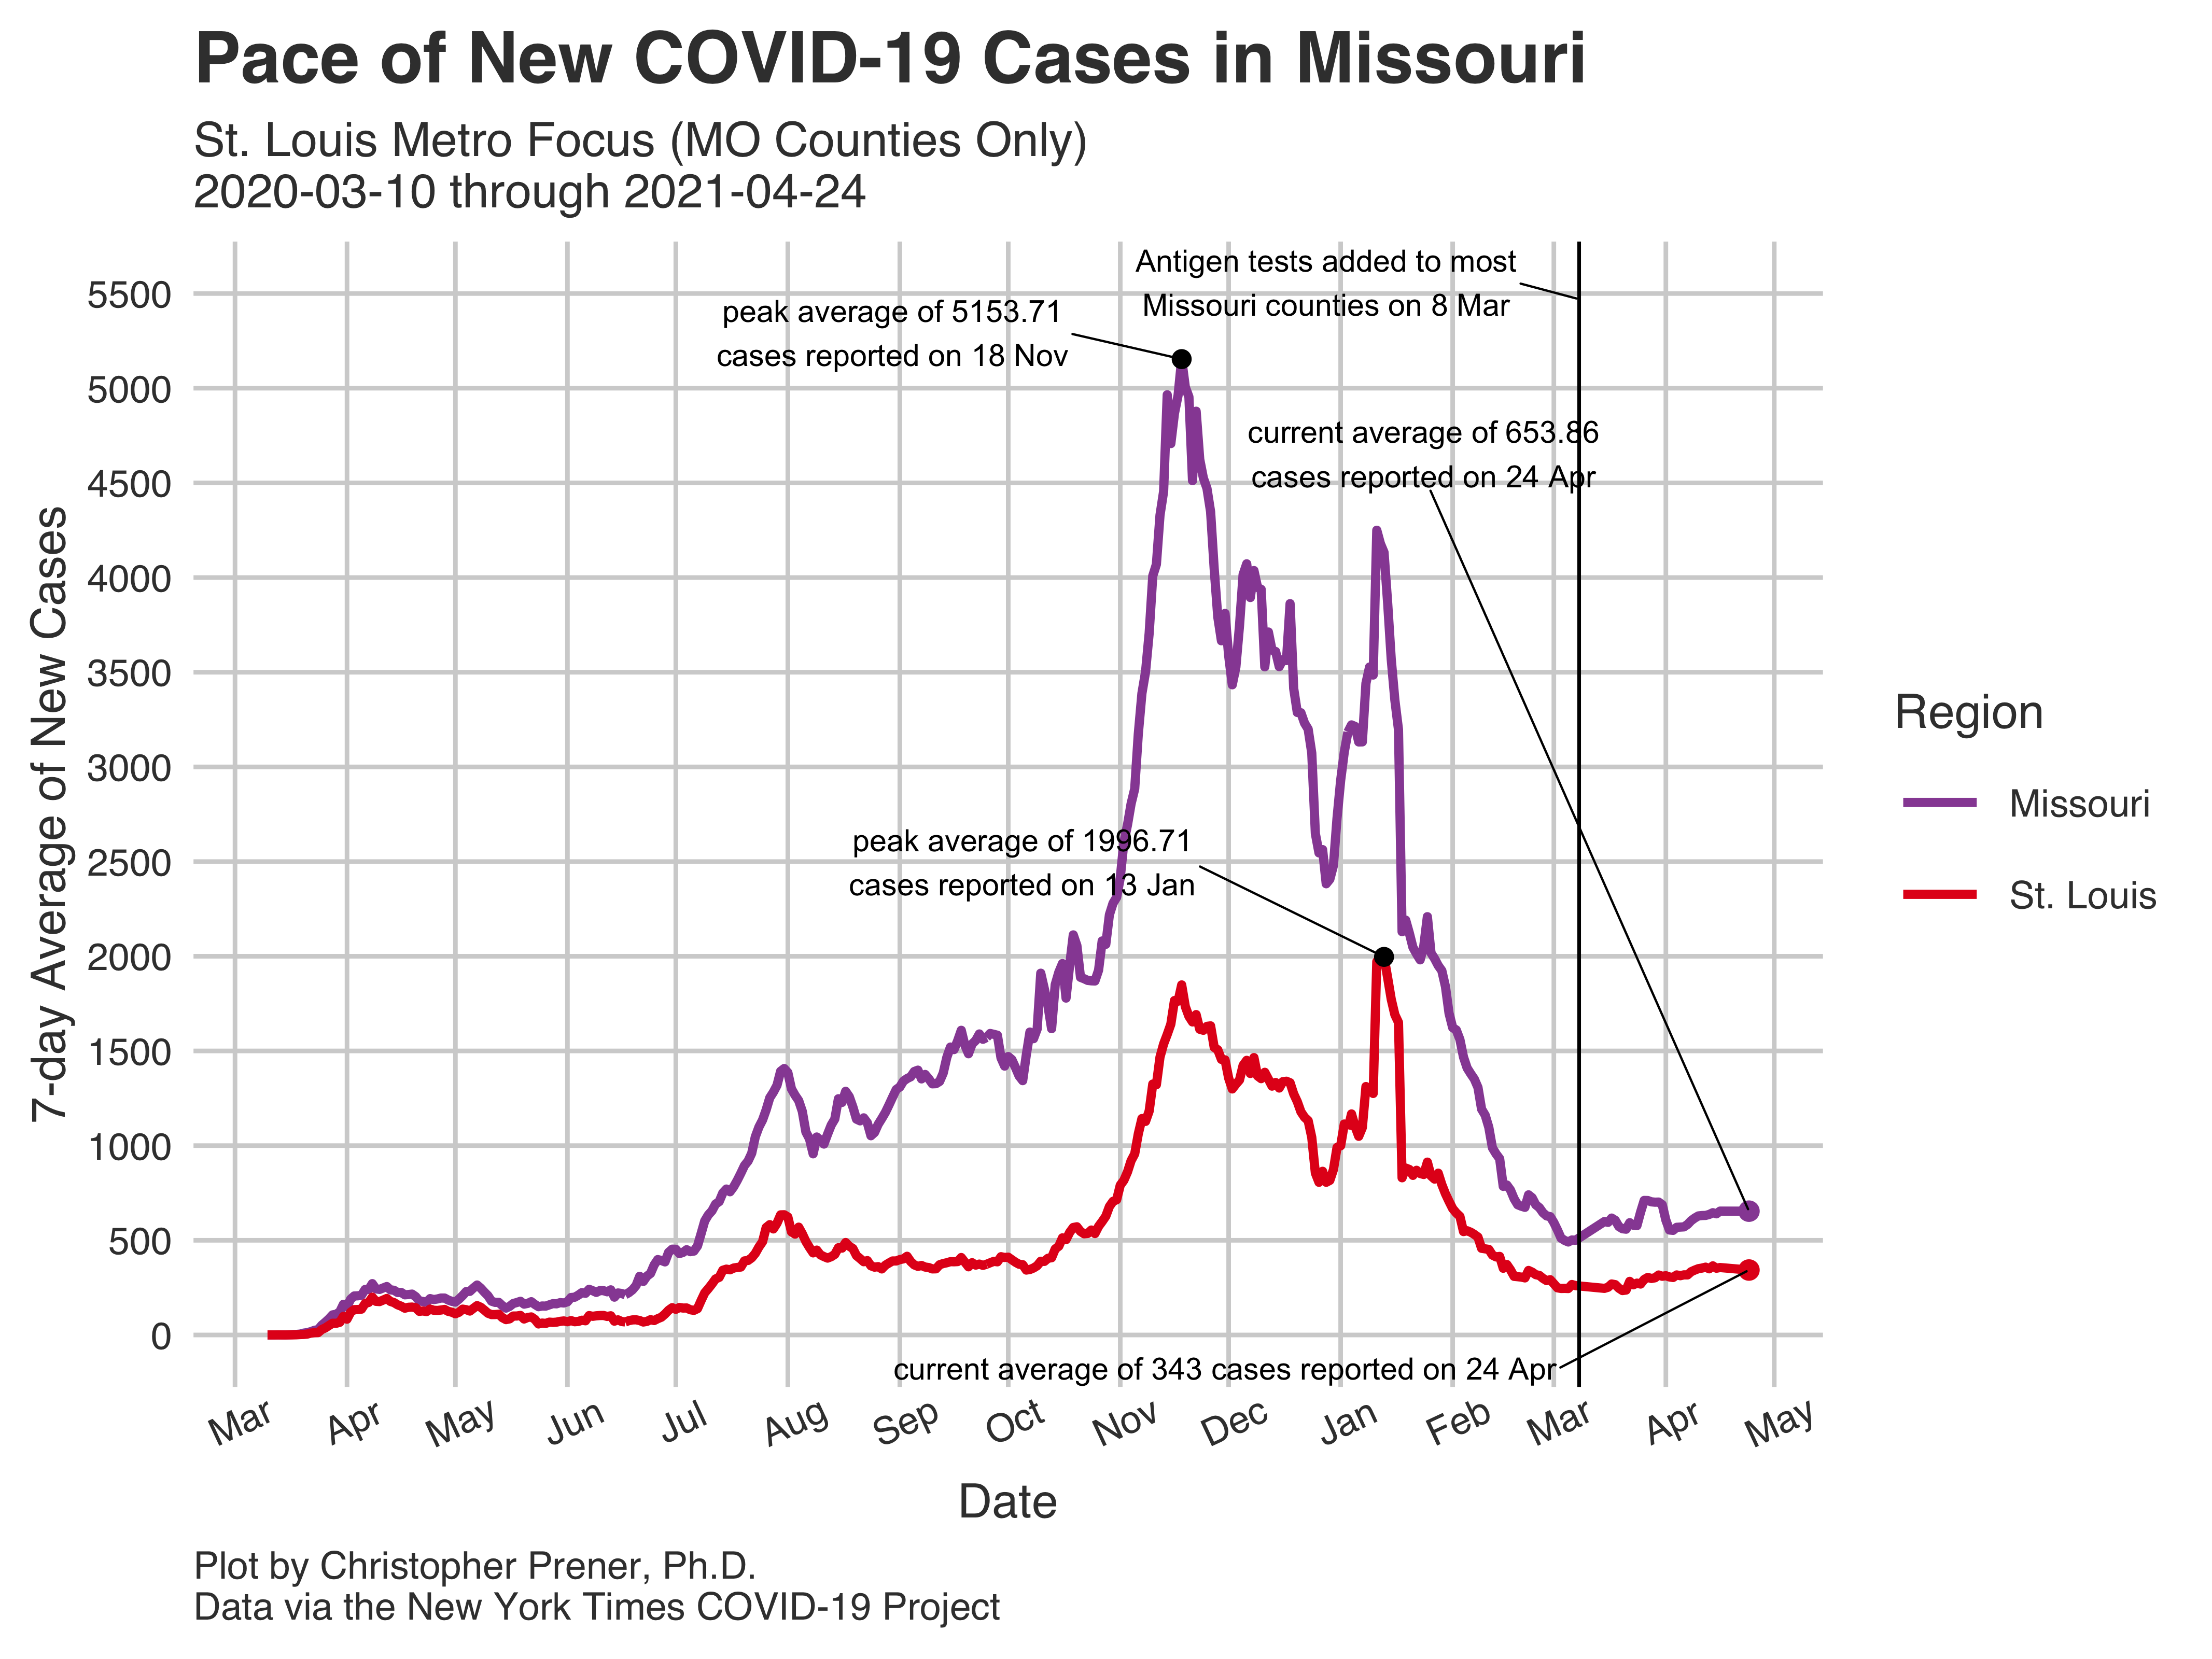 Pace of New COVID-19 Cases in Missouri
St. Louis Metro Focus (MO Counties Only)
2020-03-10 through 2021-04-24
7-day Average of New Cases
5500
5000
4500
4000
3500
3000
2500
2000
1500
1000
500
0
Antigen tests added to most
Missouri counties on 8 Mar
peak average of 5153.71
cases reported on 18 Nov
current average of 653.86
cases reported on 24 Apr
peak average of 1996.71
cases reported on 13 Jan
current average of 343 cases reported on 24 Apr
Mar Apr May Jun Jul Aug Sep Oct Nov Dec Jan Feb Mar Apr May
Date
Region
Missouri
St. Louis
Plot by Christopher Prener, Ph.D.
Data via the New York Times COVID-19 Project